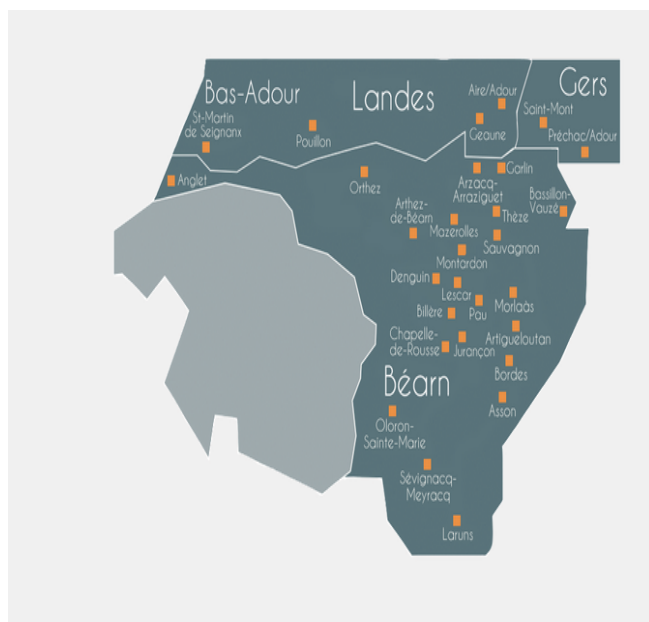 Bas-Adour
Landes
Gers
Aire/Adour
Saint-Mont
St-Martin
de Seignanx
Pouillon
Geaune
Préchac/Adour
Anglet
Orthez
Arzacq-
Arraziguet
Garlin
Bassillon-
Vauzé
Arthez-
de-Béarn
Mazerolles
Thèze
Sauvagnon
Montardon
Denguin
Lescar
Morlaàs
Billère
Pau
Artigueloutan
Chapelle-
de-Rousse
Jurançon
Bordes
Béarn
Asson
Oloron-
Sainte-Marie
Sévignacq-
Meyracq
Laruns